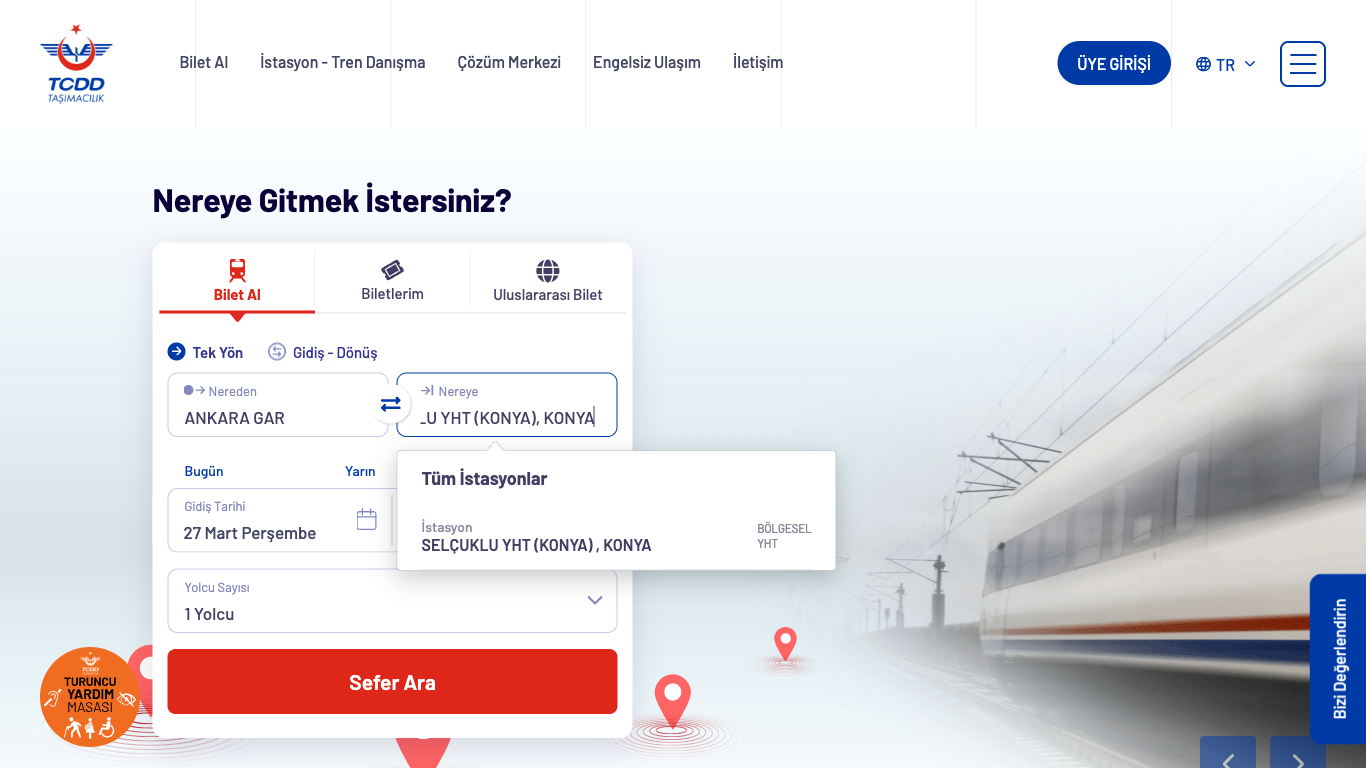 TCDD
TAŞIMACILIK
Bilet Al
İstasyon - Tren Danışma
Çözüm Merkezi
Engelsiz Ulaşım
İletişim
ÜYE GİRİŞİ
TR
Nereye Gitmek İstersiniz?
Bilet Al
Biletlerim
Uluslararası Bilet
Tek Yön
Gidiş - Dönüş
Nereden
ANKARA GAR
Nereye
LU YHT (KONYA), KONYA
Bugün
Yarın
Gidiş Tarihi
27 Mart Perşembe
Tüm İstasyonlar
İstasyon
SELÇUKLU YHT (KONYA) , KONYA
BÖLGESEL
YHT
Yolcu Sayısı
1 Yolcu
Sefer Ara
TCDD
TURUNCU
YARDIM
MASASI
Bizi Değerlendirin